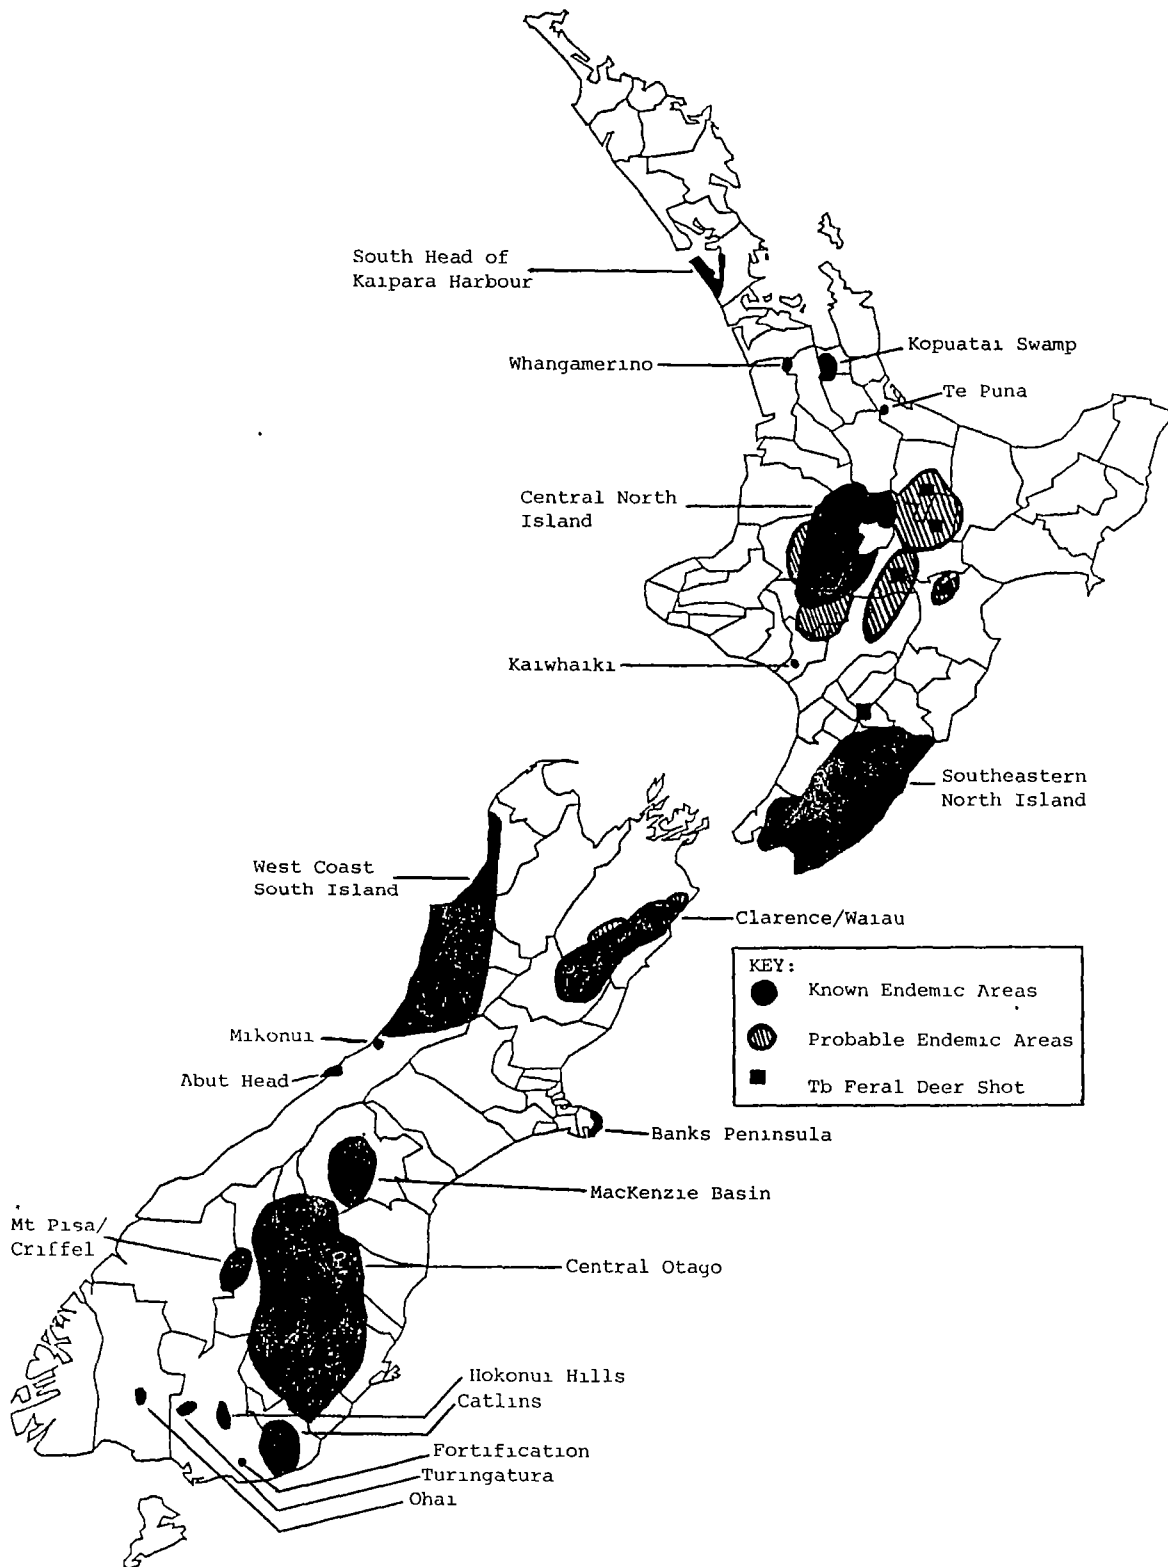 South Head of
Kaipara Harbour
Whangamerino
Kopuatai Swamp
Te Puna
Central North
Island
Kaiwhaiki
Southeastern
North Island
West Coast
South Island
Clarence/Waiau
KEY:
Known Endemic Areas
Probable Endemic Areas
Tb Feral Deer Shot
Mikonui
Abut Head
Banks Peninsula
MacKenzie Basin
Mt Pisa/
Criffel
Central Otago
Hokonui Hills
Catlins
Fortification
Turingatura
Ohai